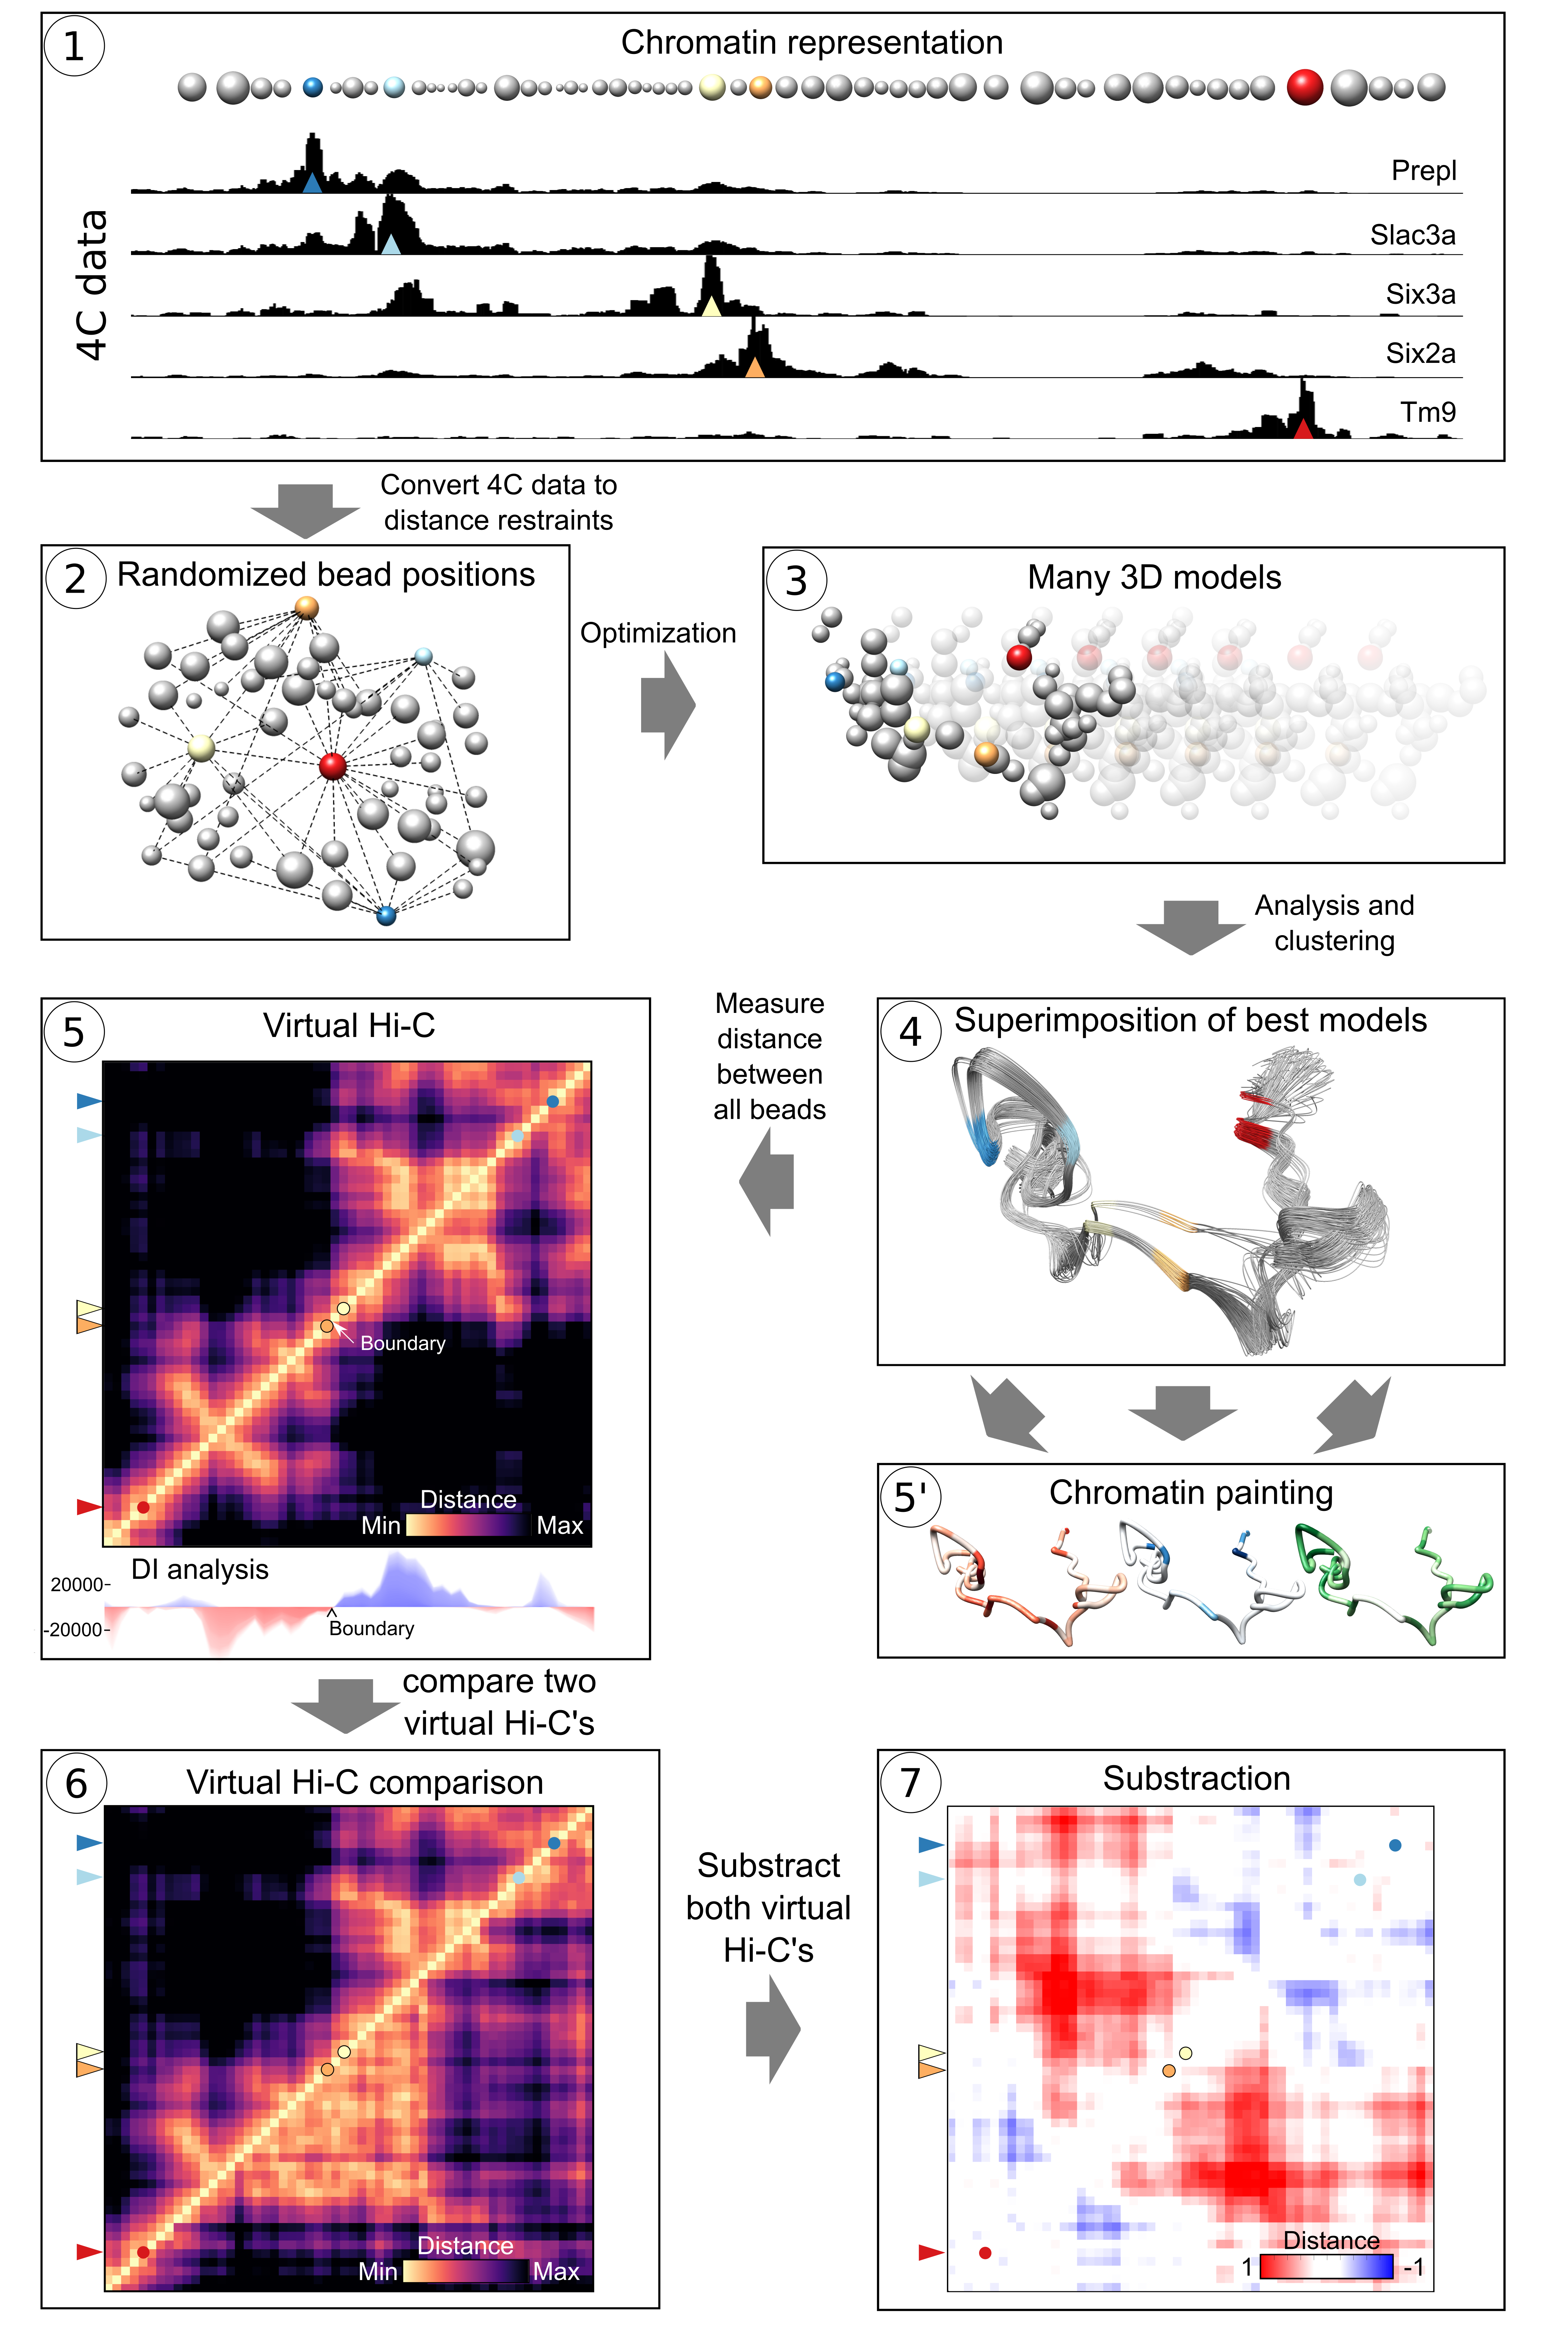 1
Chromatin representation
4C data
Prepl
Slac3a
Six3a
Six2a
Tm9
Convert 4C data to
distance restraints
2
Randomized bead positions
Optimization
3
Many 3D models
Analysis and
clustering
4
Superimposition of best models
Measure
distance
between
all beads
5
Virtual Hi-C
Boundary
Distance
Min
Max
DI analysis
20000-
-20000-
Boundary
5'
Chromatin painting
compare two
virtual Hi-C's
6
Virtual Hi-C comparison
Distance
Min
Max
Substract
both virtual
Hi-C's
7
Substraction
Distance
1
-1